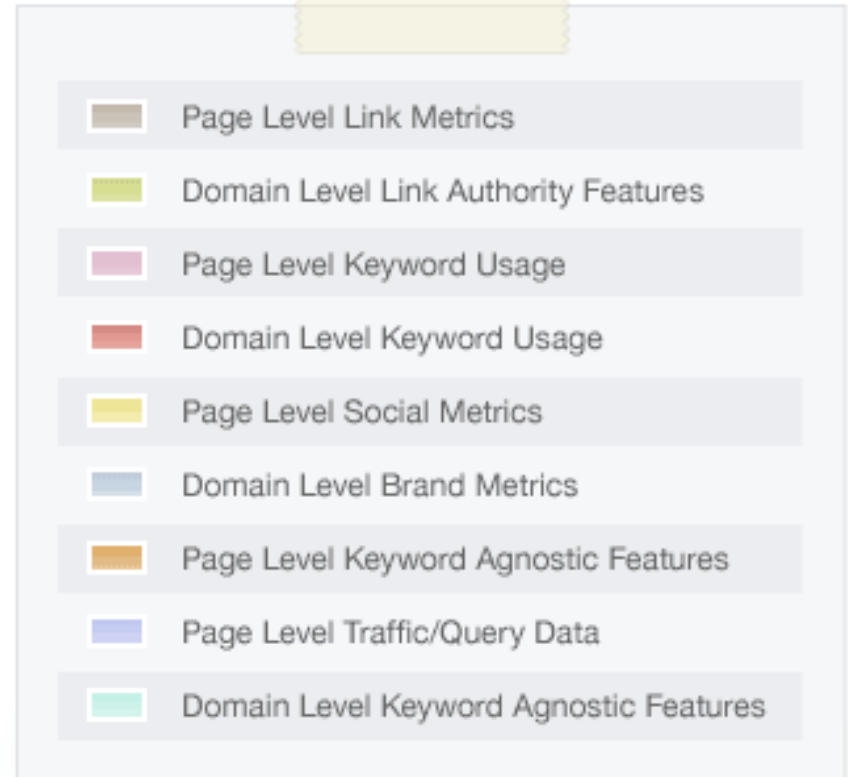 Page Level Link Metrics
Domain Level Link Authority Features
Page Level Keyword Usage
Domain Level Keyword Usage
Page Level Social Metrics
Domain Level Brand Metrics
Page Level Keyword Agnostic Features
Page Level Traffic/Query Data
Domain Level Keyword Agnostic Features